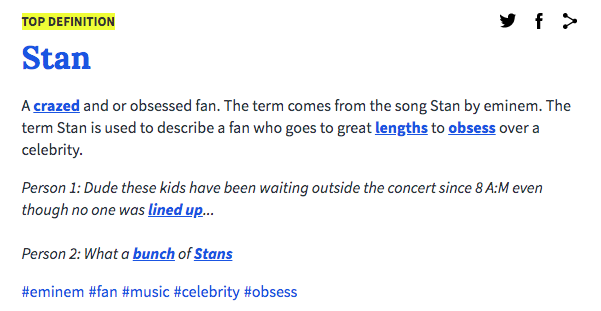 TOP DEFINITION
Stan
A crazed and or obsessed fan. The term comes from the song Stan by eminem. The
term Stan is used to describe a fan who goes to great lengths to obsess over a
celebrity.
Person 1: Dude these kids have been waiting outside the concert since 8 A:M even
though no one was lined up...
Person 2: What a bunch of Stans
#eminem #fan #music #celebrity #obsess